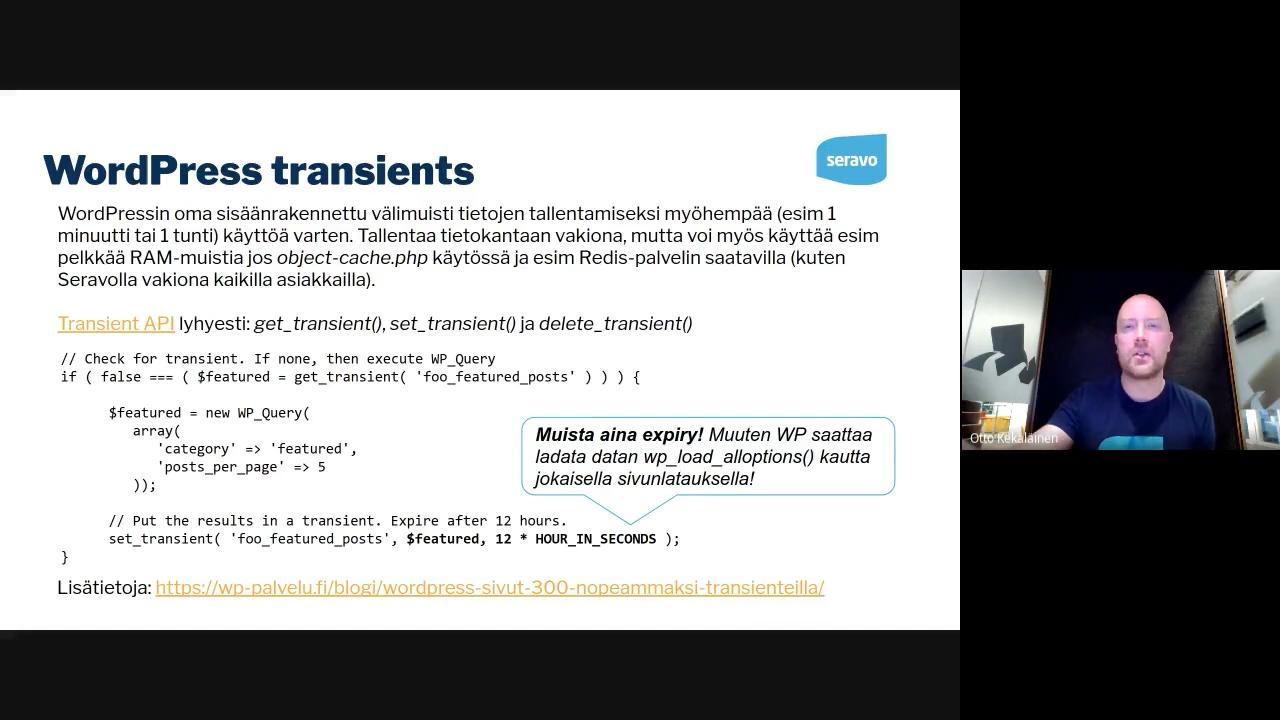 WordPress transients
seravo
WordPressin oma sisäänrakennettu välimuisti tietojen tallentamiseksi myöhempää (esim 1
minuutti tai 1 tunti) käyttöä varten. Tallentaa tietokantaan vakiona, mutta voi myös käyttää esim
pelkkää RAM-muistia jos object-cache.php käytössä ja esim Redis-palvelin saatavilla (kuten
Seravolla vakiona kaikilla asiakkailla).
Transient API lyhyesti: get_transient(), set_transient() ja delete_transient()
// Check for transient. If none, then execute WP_Query
if ( false === ( $featured = get_transient( 'foo_featured_posts' ) ) ) {
$featured = new WP_Query(
array(
'category' => 'featured',
'posts_per_page' => 5
));
Muista aina expiry! Muuten WP saattaa
ladata datan wp_load_alloptions() kautta
jokaisella sivunlatauksella!
// Put the results in a transient. Expire after 12 hours.
set_transient( 'foo_featured_posts', $featured, 12 * HOUR_IN_SECONDS );
}
Lisätietoja: https://wp-palvelu.fi/blogi/wordpress-sivut-300-nopeammaksi-transienteilla/
Otto Kekäläinen